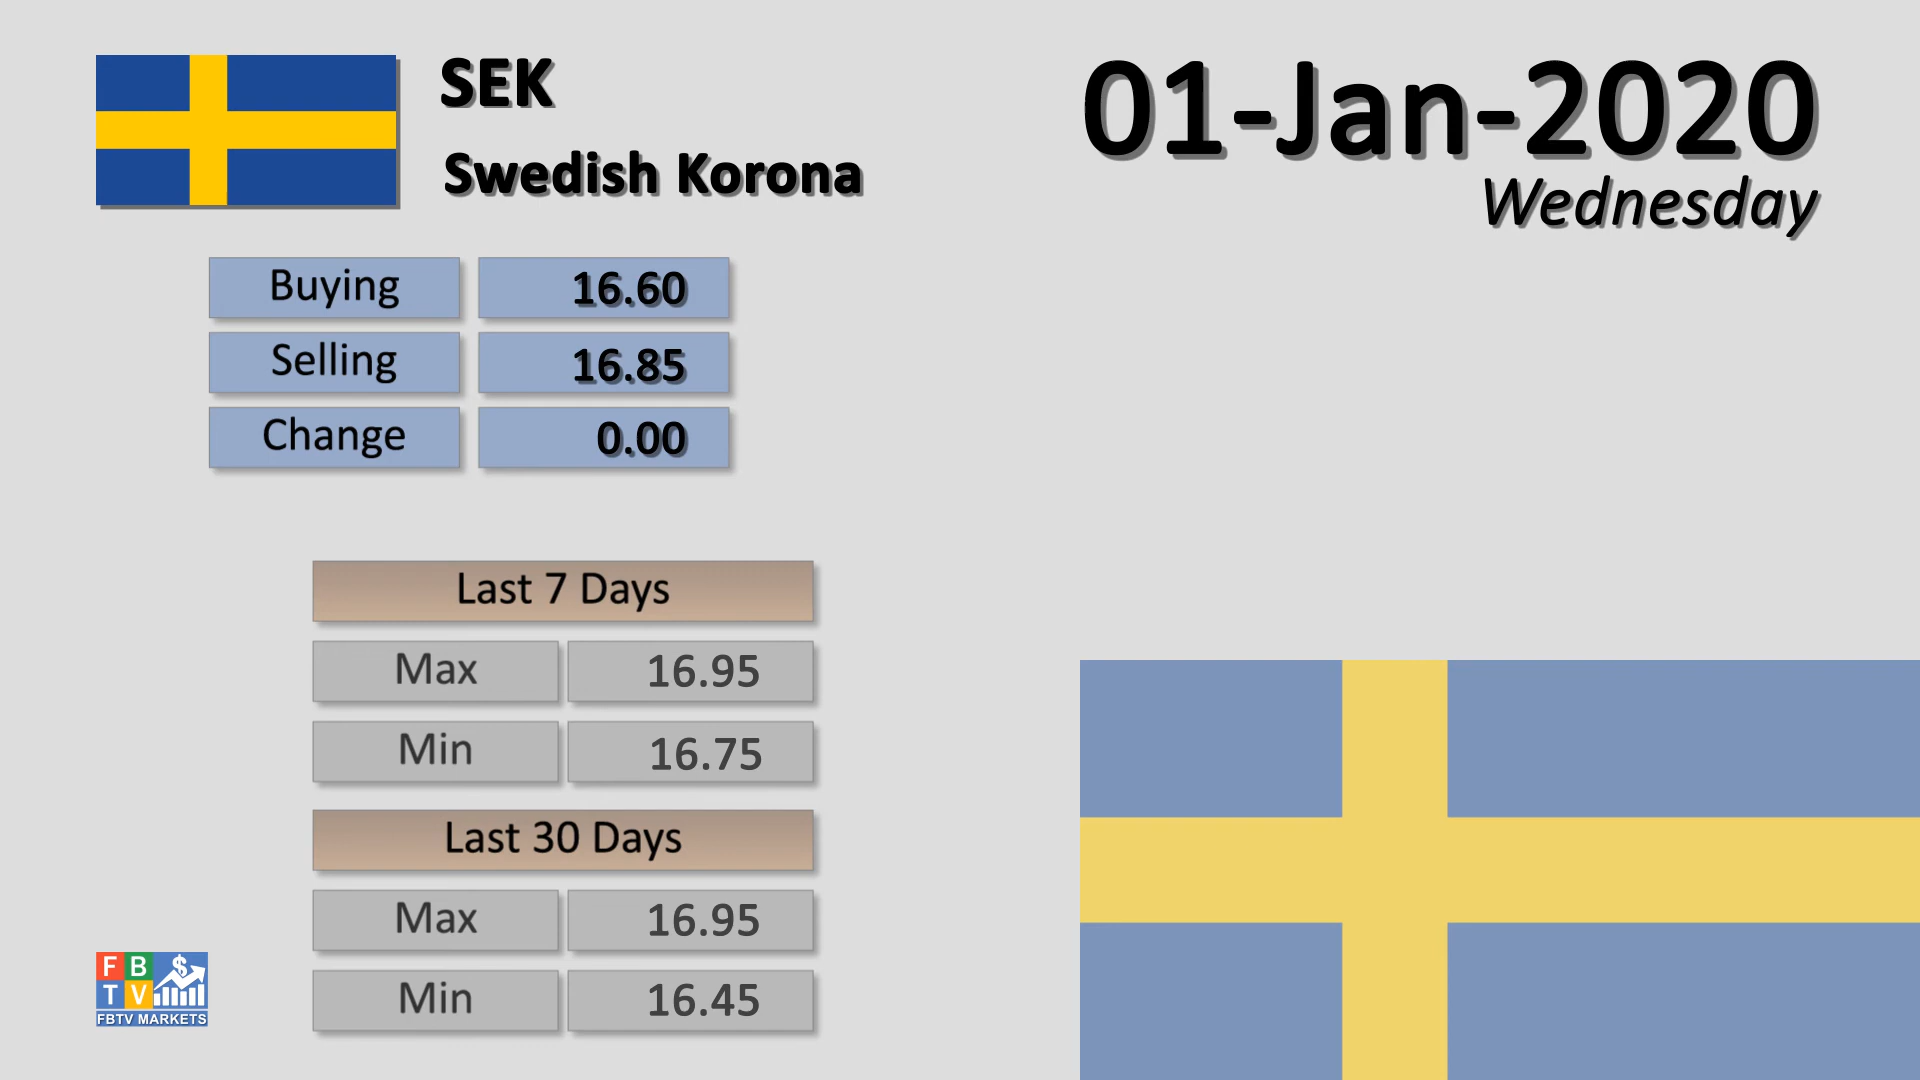 SEK
Swedish Korona
01-Jan-2020
Wednesday
Buying 16.60
Selling 16.85
Change 0.00
Last 7 Days
Max 16.95
Min 16.75
Last 30 Days
Max 16.95
Min 16.45
F B $
T V
FBTV MARKETS